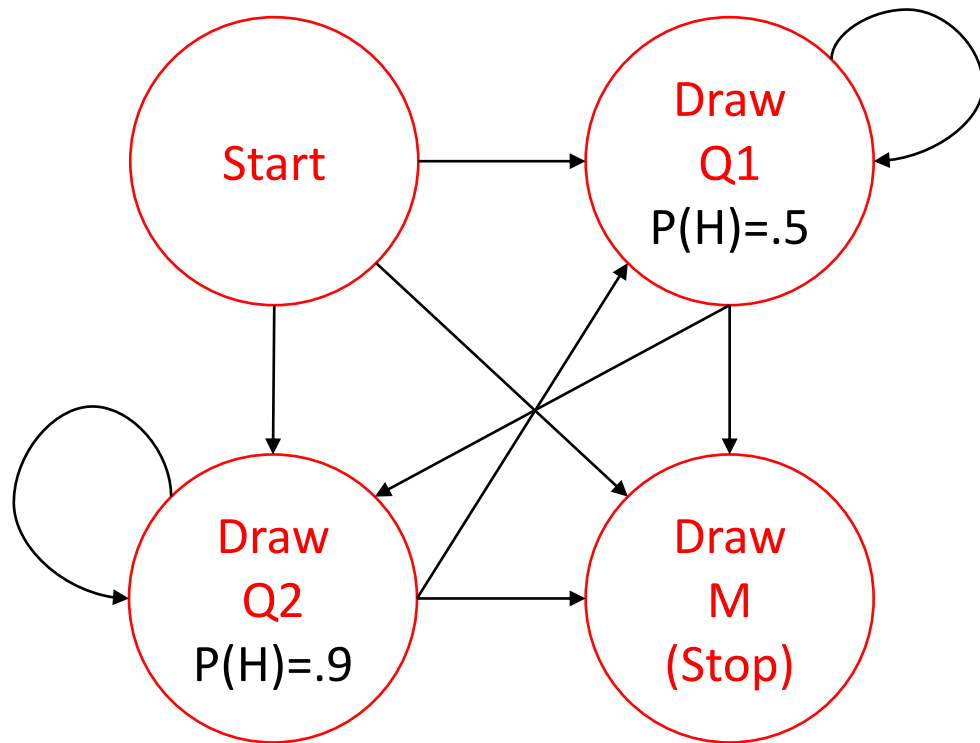 Start
Draw
Q1
P(H)=.5
Draw
Q2
P(H)=.9
Draw
M
(Stop)